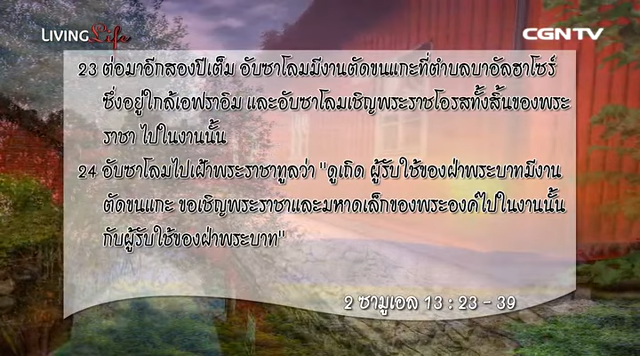 LIVING Life
CGNTV
23 ต่อมาอีกสองปีเต็ม อับซาโลมมีงานตัดขนแกะที่ตำบลบาอัลฮาโซร์
ซึ่งอยู่ใกล้เอฟราอิม และอับซาโลมเชิญพระราชโอรสทั้งสิ้นของพระ
ราชา ไปในงานนั้น
24 อับซาโลมไปเฝ้าพระราชาทูลว่า "ดูเถิด ผู้รับใช้ของฝ่าพระบาทมีงาน
ตัดขนแกะ ขอเชิญพระราชาและมหาดเล็กของพระองค์ไปในงานนั้น
กับผู้รับใช้ของฝ่าพระบาท"
2 ซามูเอล 13 : 23 - 39